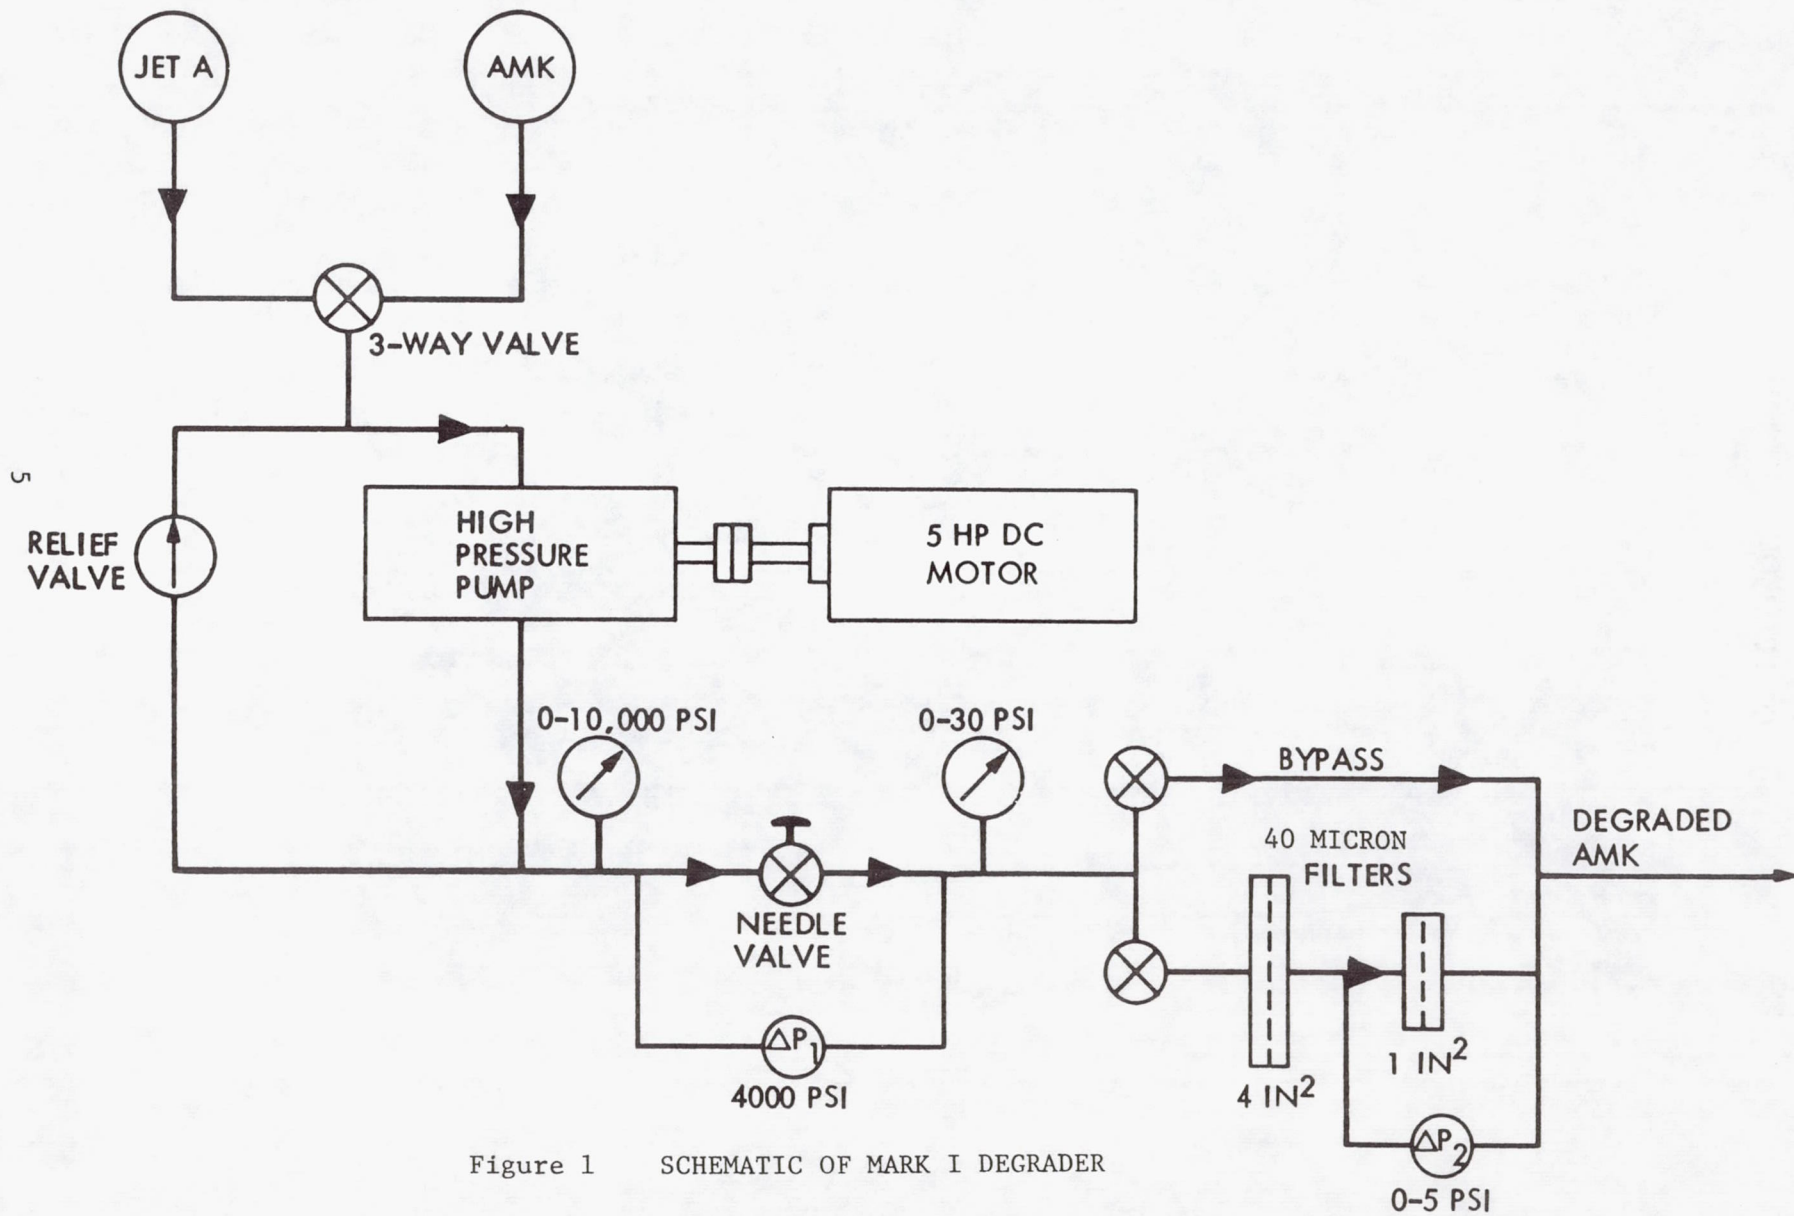 JET A
AMK
3-WAY VALVE
5
RELIEF
VALVE
HIGH
PRESSURE
PUMP
5 HP DC
MOTOR
0-10,000 PSI
0-30 PSI
BYPASS
40 MICRON
FILTERS
DEGRADED
AMK
NEEDLE
VALVE
ΔP1
4000 PSI
4 IN2
1 IN2
ΔP2
0-5 PSI
Figure 1 SCHEMATIC OF MARK I DEGRADER